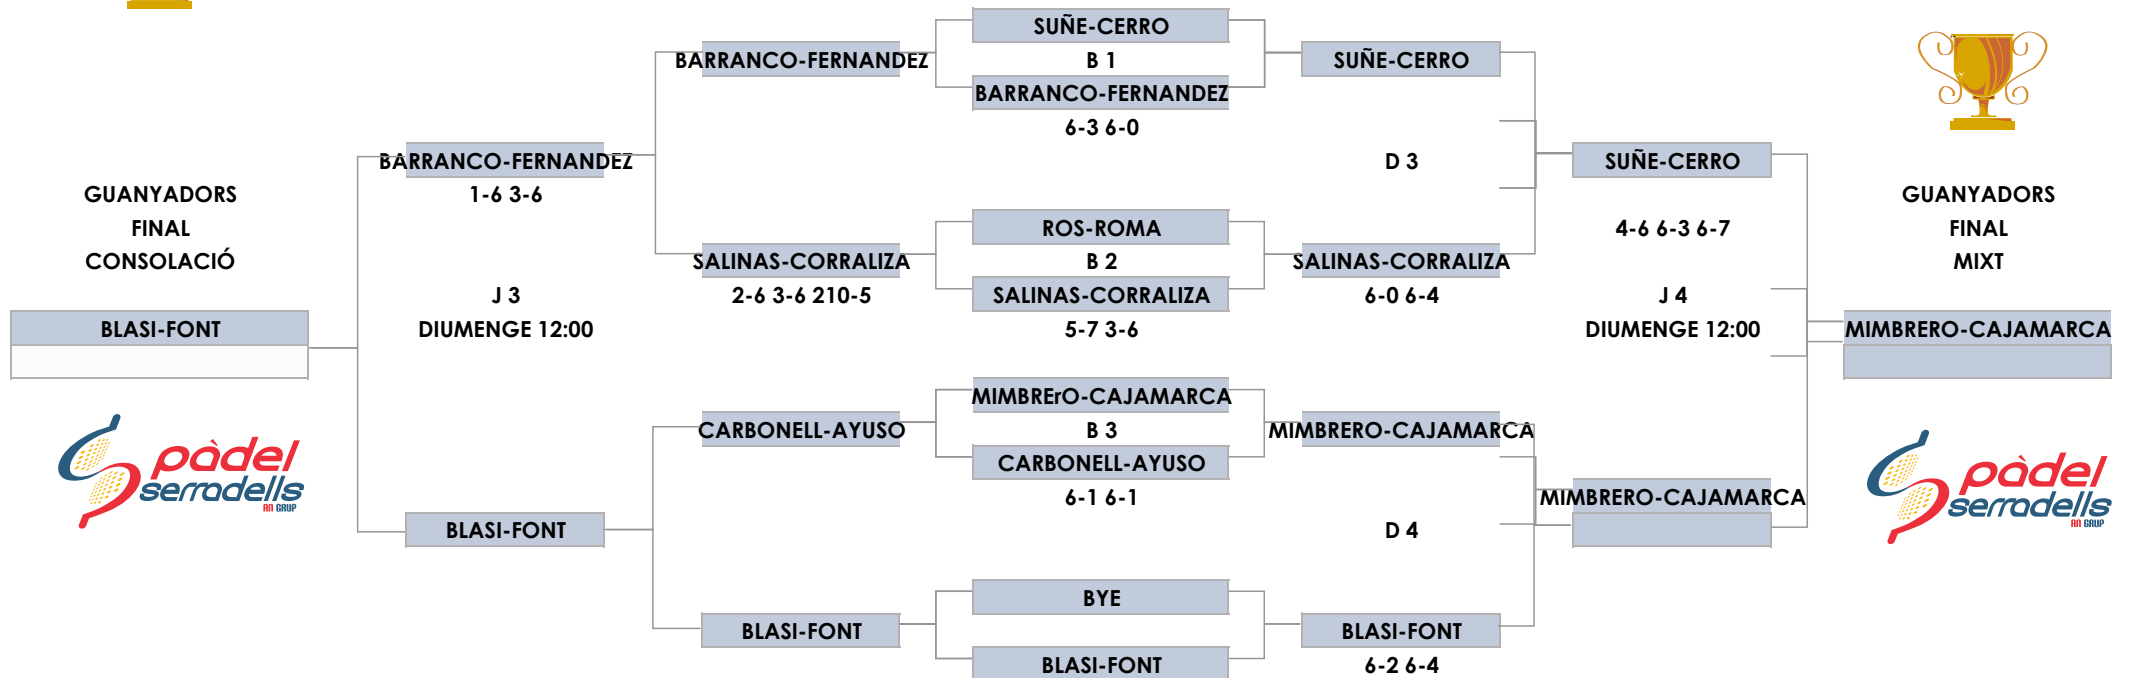 SUÑE-CERRO
BARRANCO-FERNANDEZ
B 1
SUÑE-CERRO
BARRANCO-FERNANDEZ
6-3 6-0
BARRANCO-FERNANDEZ
D 3
SUÑE-CERRO
GUANYADORS
1-6 3-6
GUANYADORS
FINAL
ROS-ROMA
4-6 6-3 6-7
FINAL
CONSOLACIÓ
SALINAS-CORRALIZA
B 2
SALINAS-CORRALIZA
MIXT
J 3
2-6 3-6 210-5
SALINAS-CORRALIZA
6-0 6-4
J 4
BLASI-FONT
DIUMENGE 12:00
5-7 3-6
DIUMENGE 12:00
MIMBRERO-CAJAMARCA
MIMBRErO-CAJAMARCA
CARBONELL-AYUSO
B 3
MIMBRERO-CAJAMARCA
CARBONELL-AYUSO
pàdel
serradells
AN GRUP
6-1 6-1
MIMBRERO-CAJAMARCA
pàdel
serradells
AN GRUP
BLASI-FONT
D 4
BYE
BLASI-FONT
BLASI-FONT
BLASI-FONT
6-2 6-4